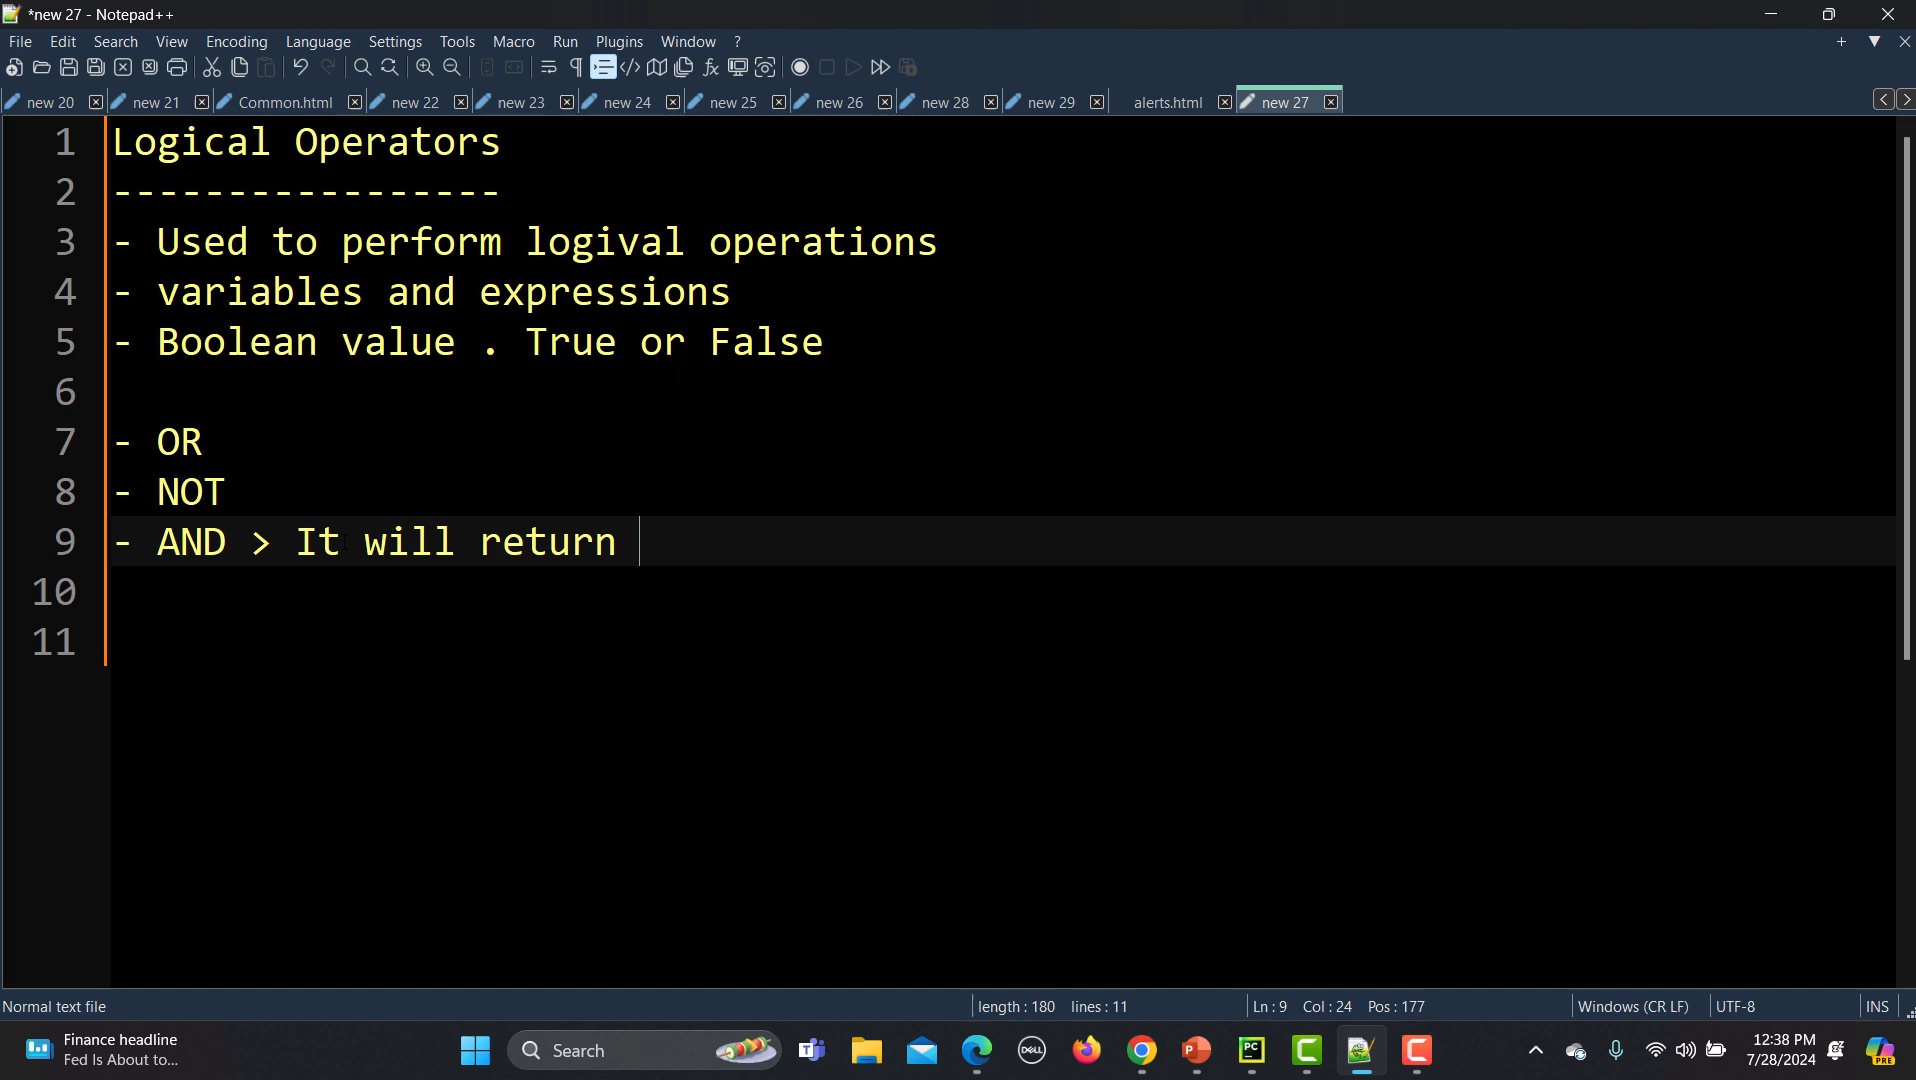 *new 27 - Notepad++
File Edit Search View Encoding Language Settings Tools Macro Run Plugins Window ?
new 20 new 21 Common.html new 22 new 23 new 24 new 25 new 26 new 28 new 29 alerts.html new 27
1 Logical Operators
2 -----------------
3 - Used to perform logival operations
4 - variables and expressions
5 - Boolean value . True or False
6
7 - OR
8 - NOT
9 - AND > It will return
10
11
Normal text file length : 180 lines : 11 Ln : 9 Col : 24 Pos : 177 Windows (CR LF) UTF-8 INS
Finance headline
Fed Is About to...
Search
DELL
PC
12:38 PM
7/28/2024
PRE